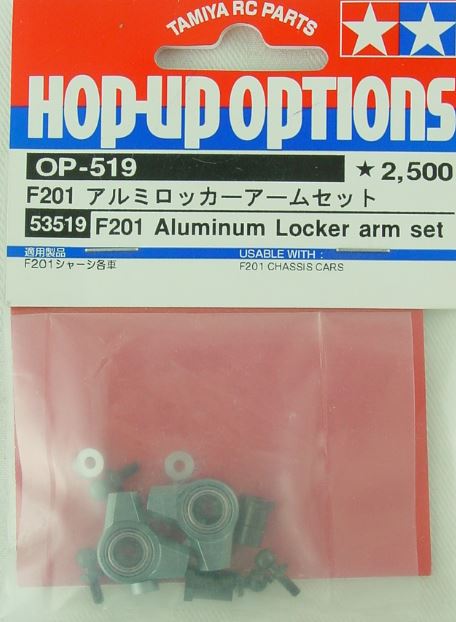 TAMIYA RC PARTS
HOP-UP OPTIONS
OP-519 ★2,500
F201 アルミロッカーアームセット
53519 F201 Aluminum Locker arm set
適用製品 USABLE WITH :
F201シャーシ各車 F201 CHASSIS CARS